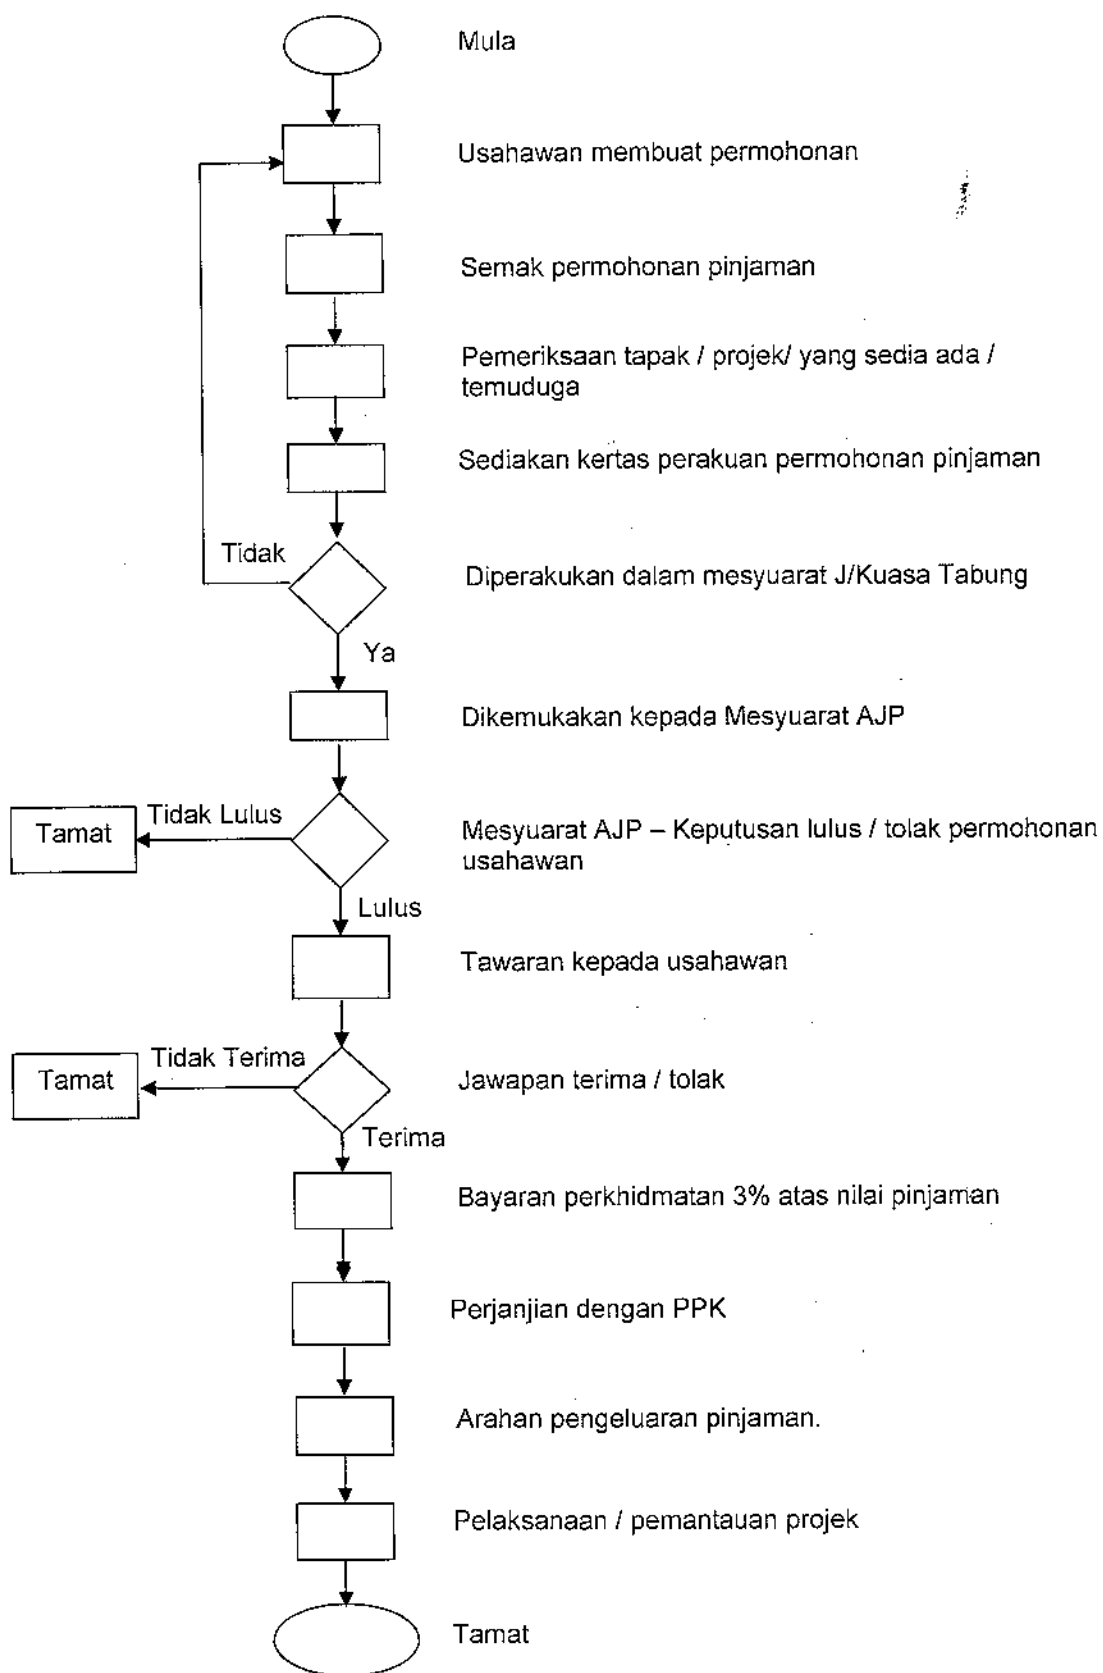 Mula
Usahawan membuat permohonan
Semak permohonan pinjaman
Pemeriksaan tapak / projek/ yang sedia ada /
temuduga
Sediakan kertas perakuan permohonan pinjaman
Tidak
Diperakukan dalam mesyuarat J/Kuasa Tabung
Ya
Dikemukakan kepada Mesyuarat AJP
Tamat
Tidak Lulus
Mesyuarat AJP – Keputusan lulus / tolak permohonan
usahawan
Lulus
Tawaran kepada usahawan
Tamat
Tidak Terima
Jawapan terima / tolak
Terima
Bayaran perkhidmatan 3% atas nilai pinjaman
Perjanjian dengan PPK
Arahan pengeluaran pinjaman.
Pelaksanaan / pemantauan projek
Tamat